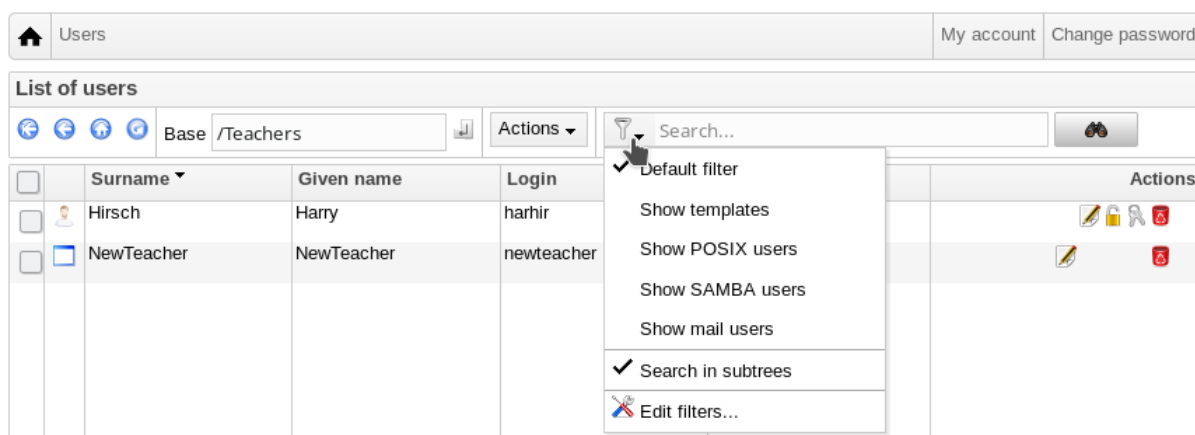 Users My account Change password
List of users
Base /Teachers Actions Search...
Surname Given name Login Actions
Default filter
Show templates
Show POSIX users
Show SAMBA users
Show mail users
Search in subtrees
Edit filters...
Hirsch Harry harhir
NewTeacher NewTeacher newteacher